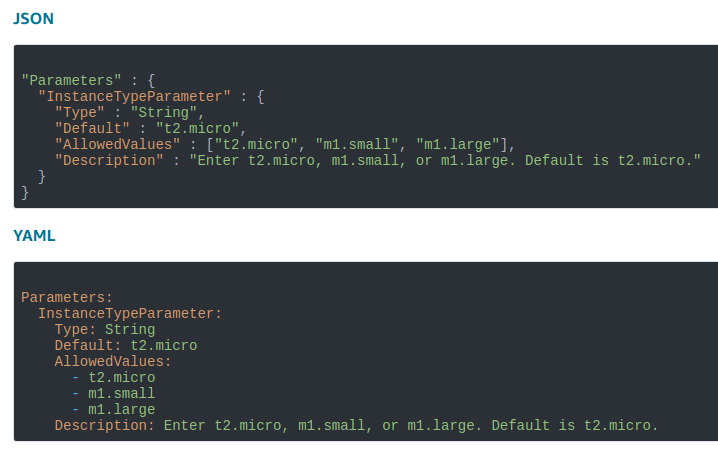 JSON
"Parameters" : {
  "InstanceTypeParameter" : {
    "Type" : "String",
    "Default" : "t2.micro",
    "AllowedValues" : ["t2.micro", "m1.small", "m1.large"],
    "Description" : "Enter t2.micro, m1.small, or m1.large. Default is t2.micro."
  }
}
YAML
Parameters:
  InstanceTypeParameter:
    Type: String
    Default: t2.micro
    AllowedValues:
      - t2.micro
      - m1.small
      - m1.large
    Description: Enter t2.micro, m1.small, or m1.large. Default is t2.micro.